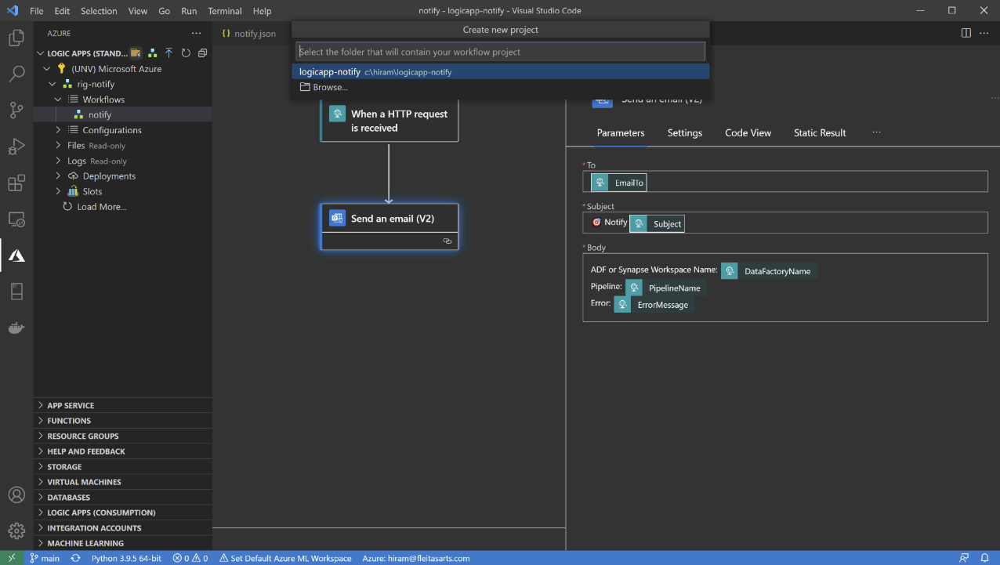 File Edit Selection View Go Run Terminal Help
notify - logicapp-notify - Visual Studio Code
AZURE
LOGIC APPS (STAND...
(UNV) Microsoft Azure
rig-notify
Workflows
notify
Configurations
Files Read-only
Logs Read-only
Deployments
Slots
Load More...
APP SERVICE
FUNCTIONS
RESOURCE GROUPS
HELP AND FEEDBACK
STORAGE
VIRTUAL MACHINES
DATABASES
LOGIC APPS (CONSUMPTION)
INTEGRATION ACCOUNTS
MACHINE LEARNING
notify.json
Create new project
Select the folder that will contain your workflow project
logicapp-notify c:\hiram\logicapp-notify
Browse...
When a HTTP request
is received
Send an email (V2)
Send an email (V2)
Parameters Settings Code View Static Result
* To
EmailTo
* Subject
🎯 Notify Subject
* Body
ADF or Synapse Workspace Name: DataFactoryName
Pipeline: PipelineName
Error: ErrorMessage
main Python 3.9.5 64-bit 0 0 Set Default Azure ML Workspace Azure: hiram@fleitasarts.com